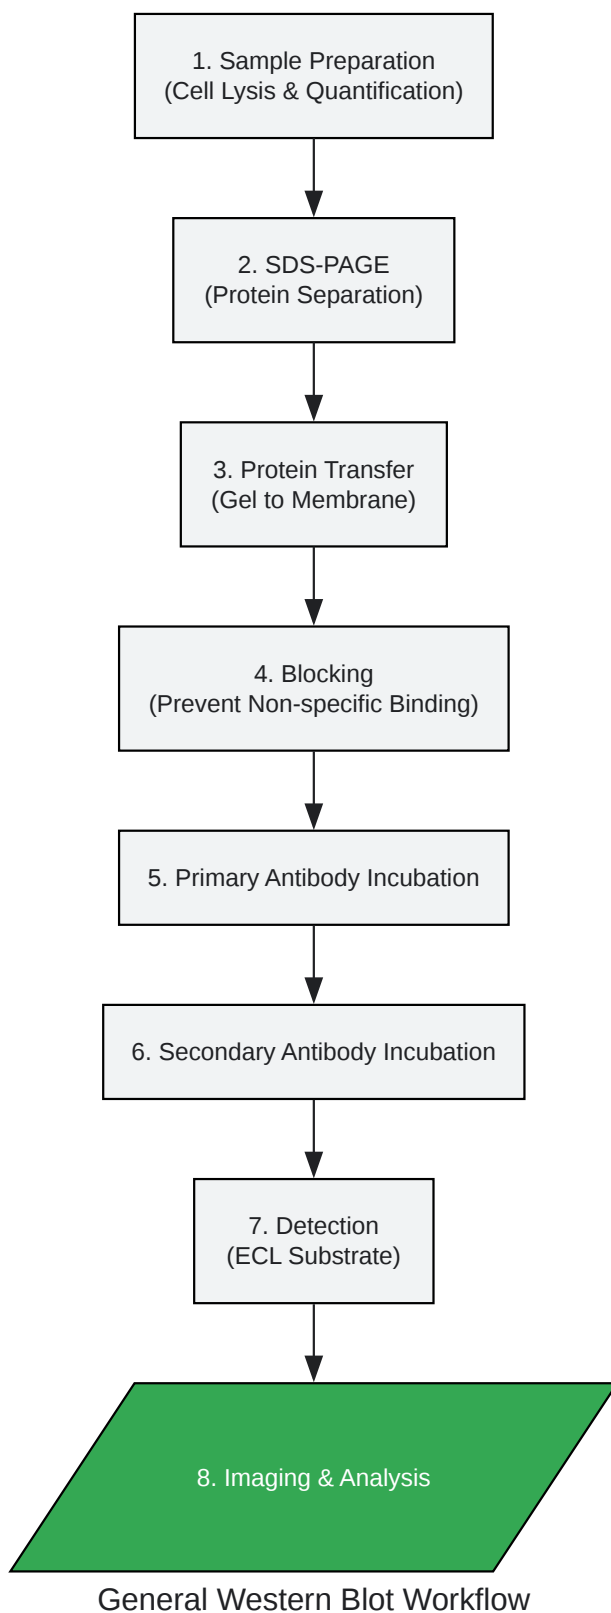 1. Sample Preparation
(Cell Lysis & Quantification)
2. SDS-PAGE
(Protein Separation)
3. Protein Transfer
(Gel to Membrane)
4. Blocking
(Prevent Non-specific Binding)
5. Primary Antibody Incubation
6. Secondary Antibody Incubation
7. Detection
(ECL Substrate)
8. Imaging & Analysis
General Western Blot Workflow